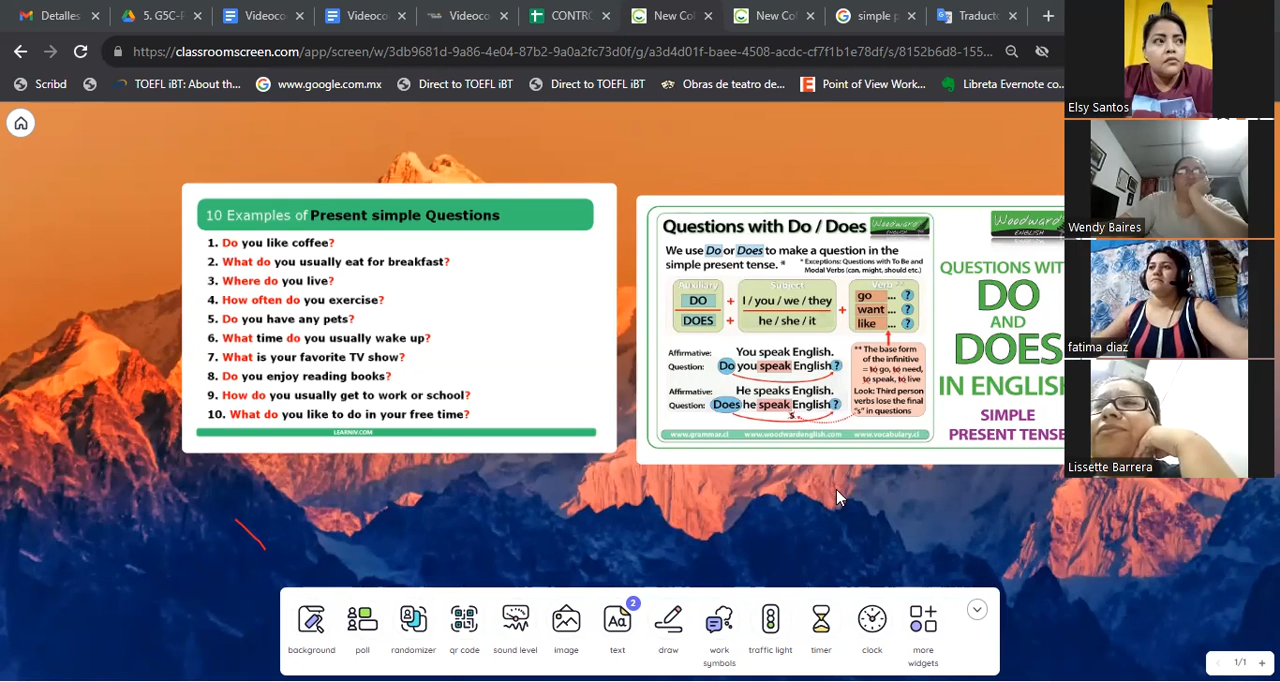 Detalles
5. G5C-F
Videoco
Videoco
Videoco
CONTRO
New Col
New Col
simple p
Traducto
https://classroomscreen.com/app/screen/w/3db9681d-9a86-4e04-87b2-9a0a2fc73d0f/g/a3d4d01f-baee-4508-acdc-cf7f1b1e78df/s/8152b6d8-155...
Scribd
TOEFL iBT: About th...
www.google.com.mx
Direct to TOEFL iBT
Direct to TOEFL iBT
Obras de teatro de...
Point of View Work...
Libreta Evernote co...
10 Examples of Present simple Questions
1. Do you like coffee?
2. What do you usually eat for breakfast?
3. Where do you live?
4. How often do you exercise?
5. Do you have any pets?
6. What time do you usually wake up?
7. What is your favorite TV show?
8. Do you enjoy reading books?
9. How do you usually get to work or school?
10. What do you like to do in your free time?
LEARNIV.COM
Questions with Do / Does
Woodward
ENGLISH
We use Do or Does to make a question in the
simple present tense. *
* Exceptions: Questions with To Be and
Modal Verbs (can, might, should etc.)
Auxiliary
Subject
Verb
DO + I / you / we / they
DOES + he / she / it
+
go ... ?
want ... ?
like ... ?
Affirmative: You speak English.
Question: Do you speak English?
Affirmative: He speaks English.
Question: Does he speak English?
s
** The base form
of the infinitive
= to go, to need,
to speak, to live
Look: Third person
verbs lose the final
"s" in questions
www.grammar.cl
www.woodwardenglish.com
www.vocabulary.cl
Woodward
ENGLISH
QUESTIONS WIT
DO
AND
DOES
IN ENGLISH
SIMPLE
PRESENT TENSE
Elsy Santos
Wendy Baires
fatima diaz
Lissette Barrera
background
poll
randomizer
qr code
sound level
image
2
text
draw
work
symbols
traffic light
timer
clock
more
widgets
1/1